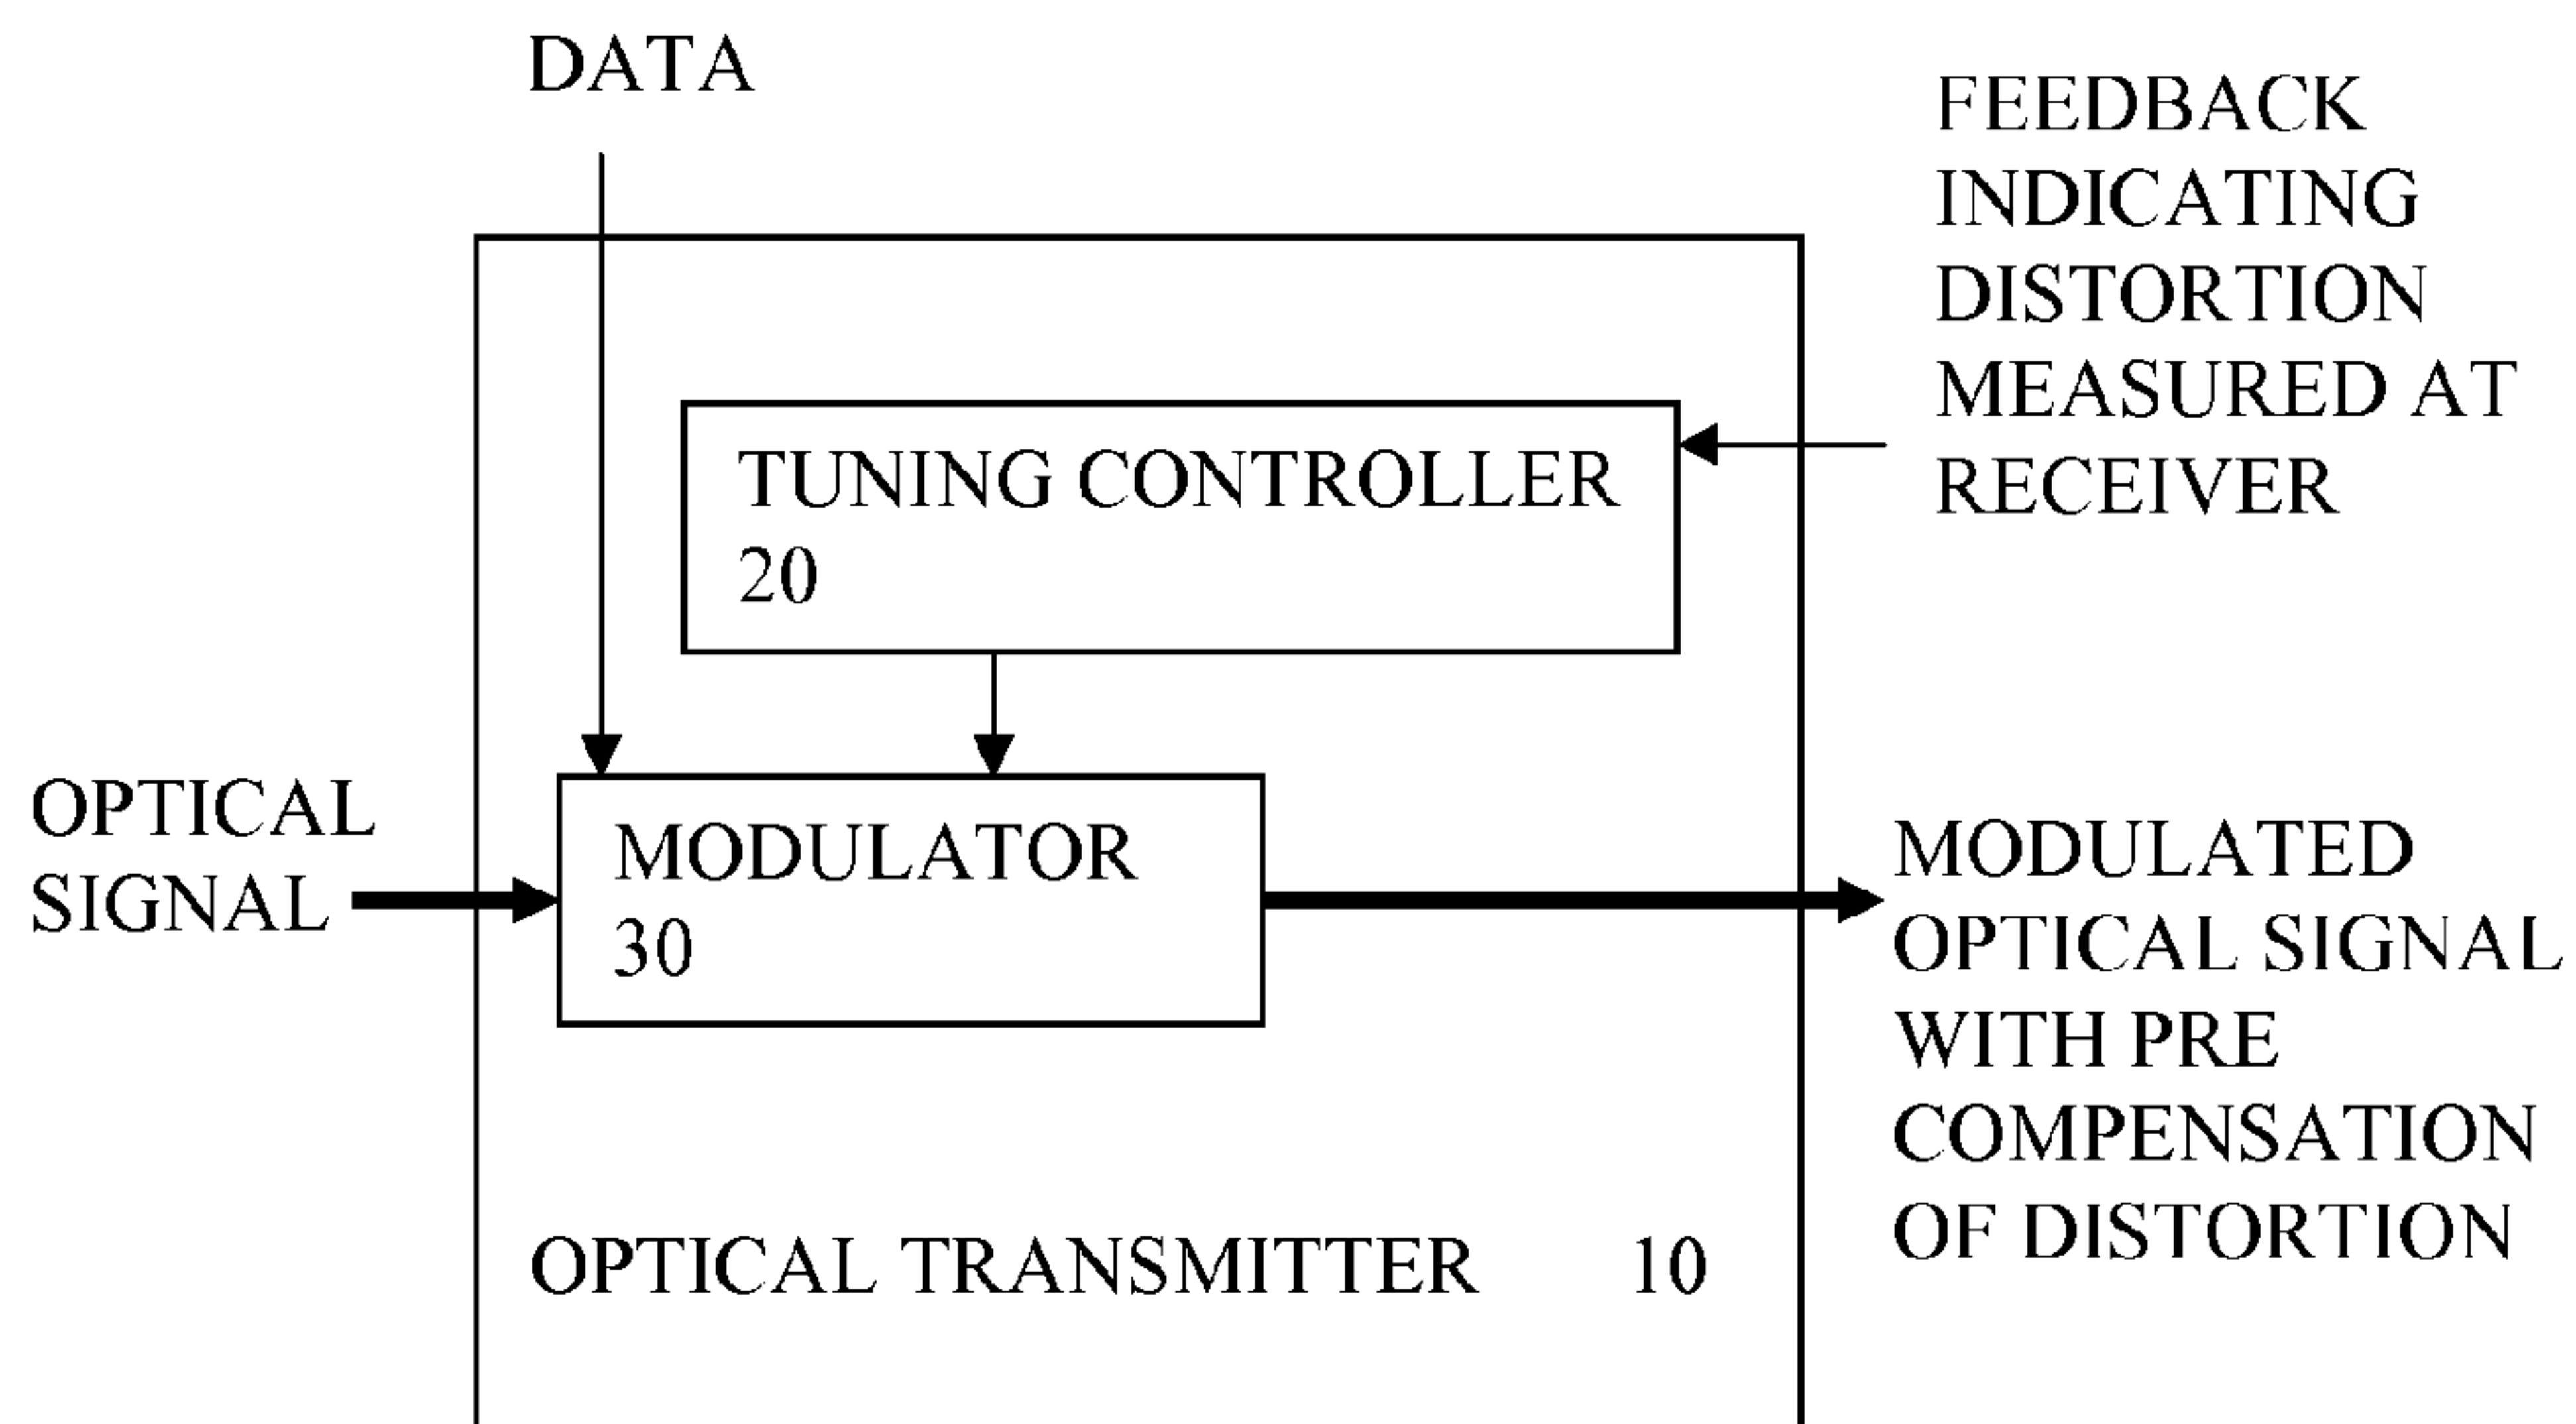 DATA
FEEDBACK
INDICATING
DISTORTION
MEASURED AT
RECEIVER
TUNING CONTROLLER
20
OPTICAL
SIGNAL
MODULATOR
30
MODULATED
OPTICAL SIGNAL
WITH PRE
COMPENSATION
OF DISTORTION
OPTICAL TRANSMITTER 10